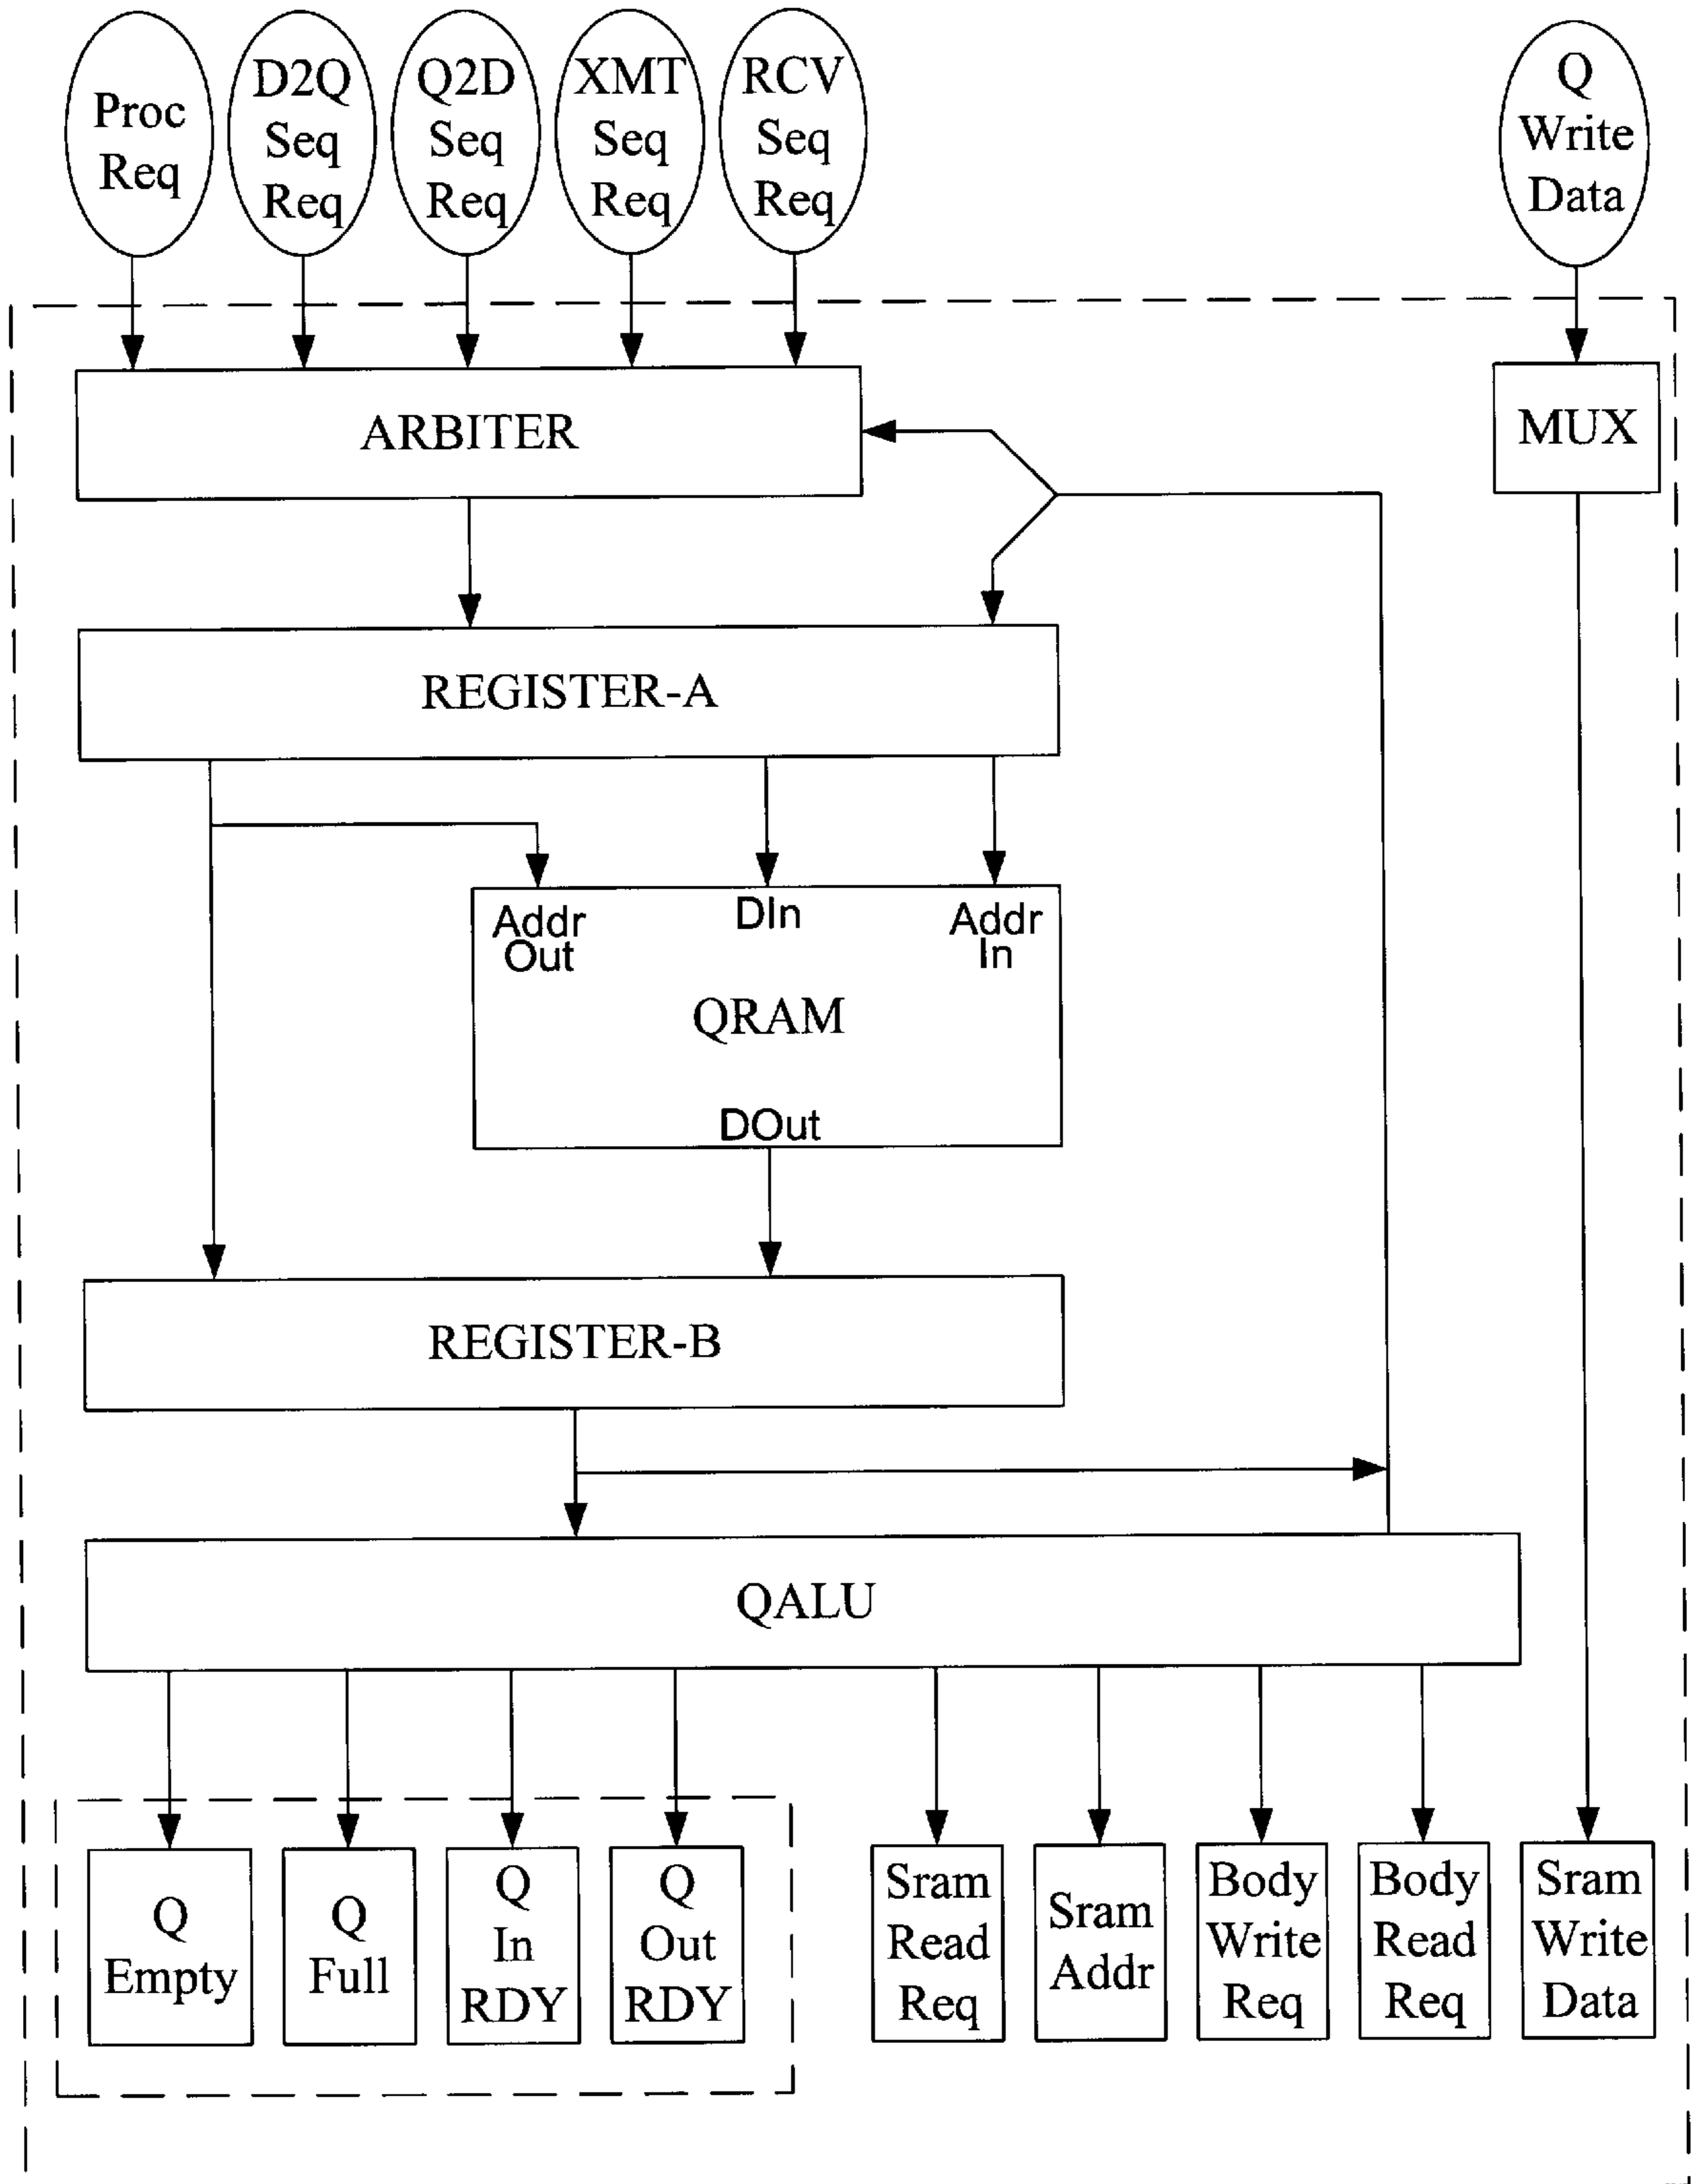 Proc
Req
D2Q
Seq
Req
Q2D
Seq
Req
XMT
Seq
Req
RCV
Seq
Req
Q
Write
Data
ARBITER
MUX
REGISTER-A
Addr
Out
DIn
Addr
In
QRAM
DOut
REGISTER-B
QALU
Q
Empty
Q
Full
Q
In
RDY
Q
Out
RDY
Sram
Read
Req
Sram
Addr
Body
Write
Req
Body
Read
Req
Sram
Write
Data